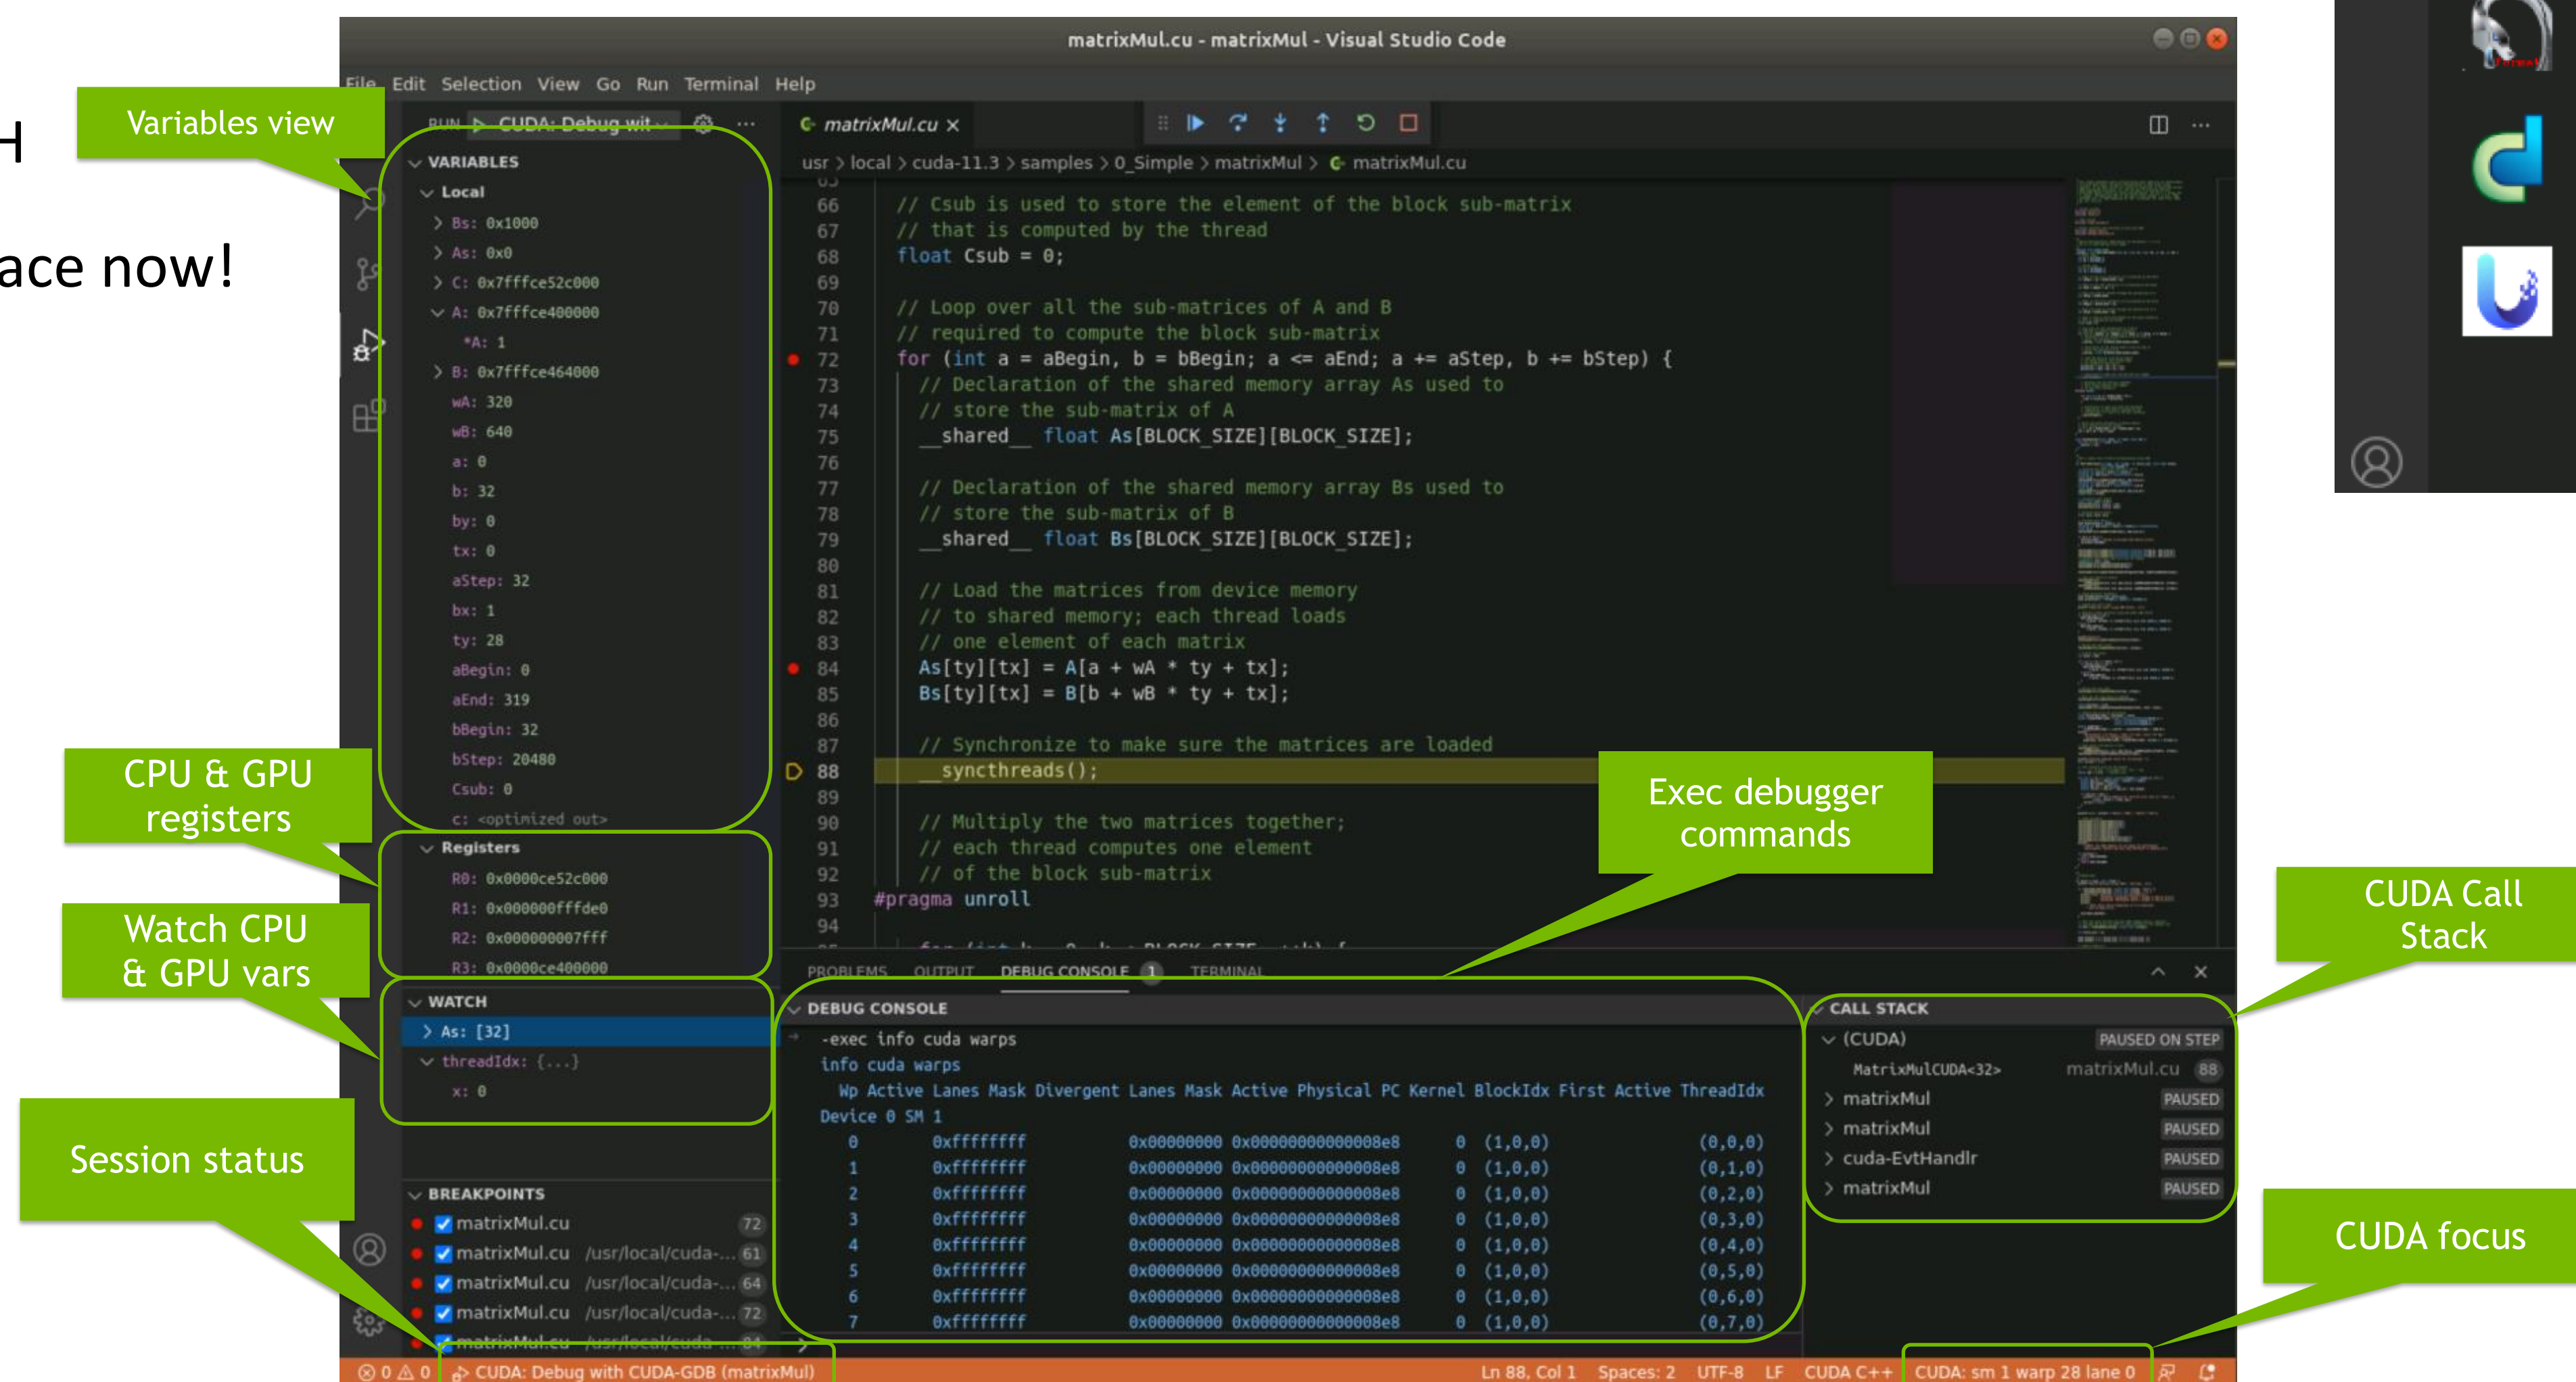 H
ace now!
matrixMul.cu - matrixMul - Visual Studio Code
File Edit Selection View Go Run Terminal Help
Variables view
RUN CUDA: Debug wit
matrixMul.cu
usr > local > cuda-11.3 > samples > 0_Simple > matrixMul > matrixMul.cu
VARIABLES
Local
Bs: 0x1000
As: 0x0
C: 0x7fffce52c000
A: 0x7fffce400000
*A: 1
B: 0x7fffce464000
wA: 320
wB: 640
a: 0
b: 32
by: 0
tx: 0
aStep: 32
bx: 1
ty: 28
aBegin: 0
aEnd: 319
bBegin: 32
bStep: 20480
Csub: 0
c: <optimized out>
CPU & GPU
registers
Registers
R0: 0x0000ce52c000
R1: 0x000000fffde0
R2: 0x000000007fff
R3: 0x0000ce400000
Watch CPU
& GPU vars
WATCH
As: [32]
threadIdx: {...}
x: 0
Session status
BREAKPOINTS
matrixMul.cu 72
matrixMul.cu /usr/local/cuda-... 61
matrixMul.cu /usr/local/cuda-... 64
matrixMul.cu /usr/local/cuda-... 72
matrixMul.cu /usr/local/cuda-... 84
65
66 // Csub is used to store the element of the block sub-matrix
67 // that is computed by the thread
68 float Csub = 0;
69
70 // Loop over all the sub-matrices of A and B
71 // required to compute the block sub-matrix
72 for (int a = aBegin, b = bBegin; a <= aEnd; a += aStep, b += bStep) {
73 // Declaration of the shared memory array As used to
74 // store the sub-matrix of A
75 __shared__ float As[BLOCK_SIZE][BLOCK_SIZE];
76
77 // Declaration of the shared memory array Bs used to
78 // store the sub-matrix of B
79 __shared__ float Bs[BLOCK_SIZE][BLOCK_SIZE];
80
81 // Load the matrices from device memory
82 // to shared memory; each thread loads
83 // one element of each matrix
84 As[ty][tx] = A[a + wA * ty + tx];
85 Bs[ty][tx] = B[b + wB * ty + tx];
86
87 // Synchronize to make sure the matrices are loaded
88 __syncthreads();
89
90 // Multiply the two matrices together;
91 // each thread computes one element
92 // of the block sub-matrix
93 #pragma unroll
94
Exec debugger
commands
PROBLEMS OUTPUT DEBUG CONSOLE 1 TERMINAL
DEBUG CONSOLE
-exec info cuda warps
info cuda warps
Wp Active Lanes Mask Divergent Lanes Mask Active Physical PC Kernel BlockIdx First Active ThreadIdx
Device 0 SM 1
0 0xffffffff 0x00000000 0x00000000000008e8 0 (1,0,0) (0,0,0)
1 0xffffffff 0x00000000 0x00000000000008e8 0 (1,0,0) (0,1,0)
2 0xffffffff 0x00000000 0x00000000000008e8 0 (1,0,0) (0,2,0)
3 0xffffffff 0x00000000 0x00000000000008e8 0 (1,0,0) (0,3,0)
4 0xffffffff 0x00000000 0x00000000000008e8 0 (1,0,0) (0,4,0)
5 0xffffffff 0x00000000 0x00000000000008e8 0 (1,0,0) (0,5,0)
6 0xffffffff 0x00000000 0x00000000000008e8 0 (1,0,0) (0,6,0)
7 0xffffffff 0x00000000 0x00000000000008e8 0 (1,0,0) (0,7,0)
CUDA Call
Stack
CALL STACK
(CUDA) PAUSED ON STEP
MatrixMulCUDA<32> matrixMul.cu 88
matrixMul PAUSED
matrixMul PAUSED
cuda-EvtHandlr PAUSED
matrixMul PAUSED
CUDA focus
0 0 CUDA: Debug with CUDA-GDB (matrixMul) Ln 88, Col 1 Spaces: 2 UTF-8 LF CUDA C++ CUDA: sm 1 warp 28 lane 0